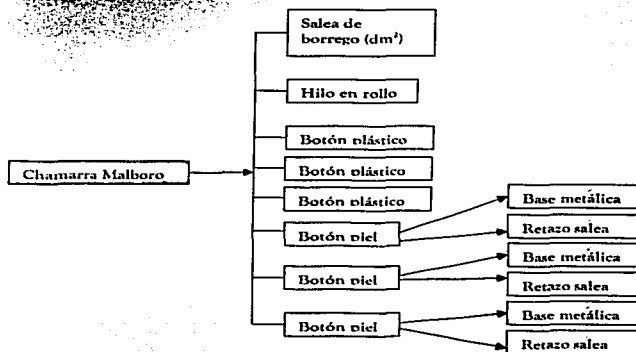 Salea de
borrego (dm²)
Hilo en rollo
Botón plástico
Botón plástico
Chamarra Malboro
Botón plástico
Base metálica
Botón piel
Retazo salea
Base metálica
Botón piel
Retazo salea
Base metálica
Botón piel
Retazo salea